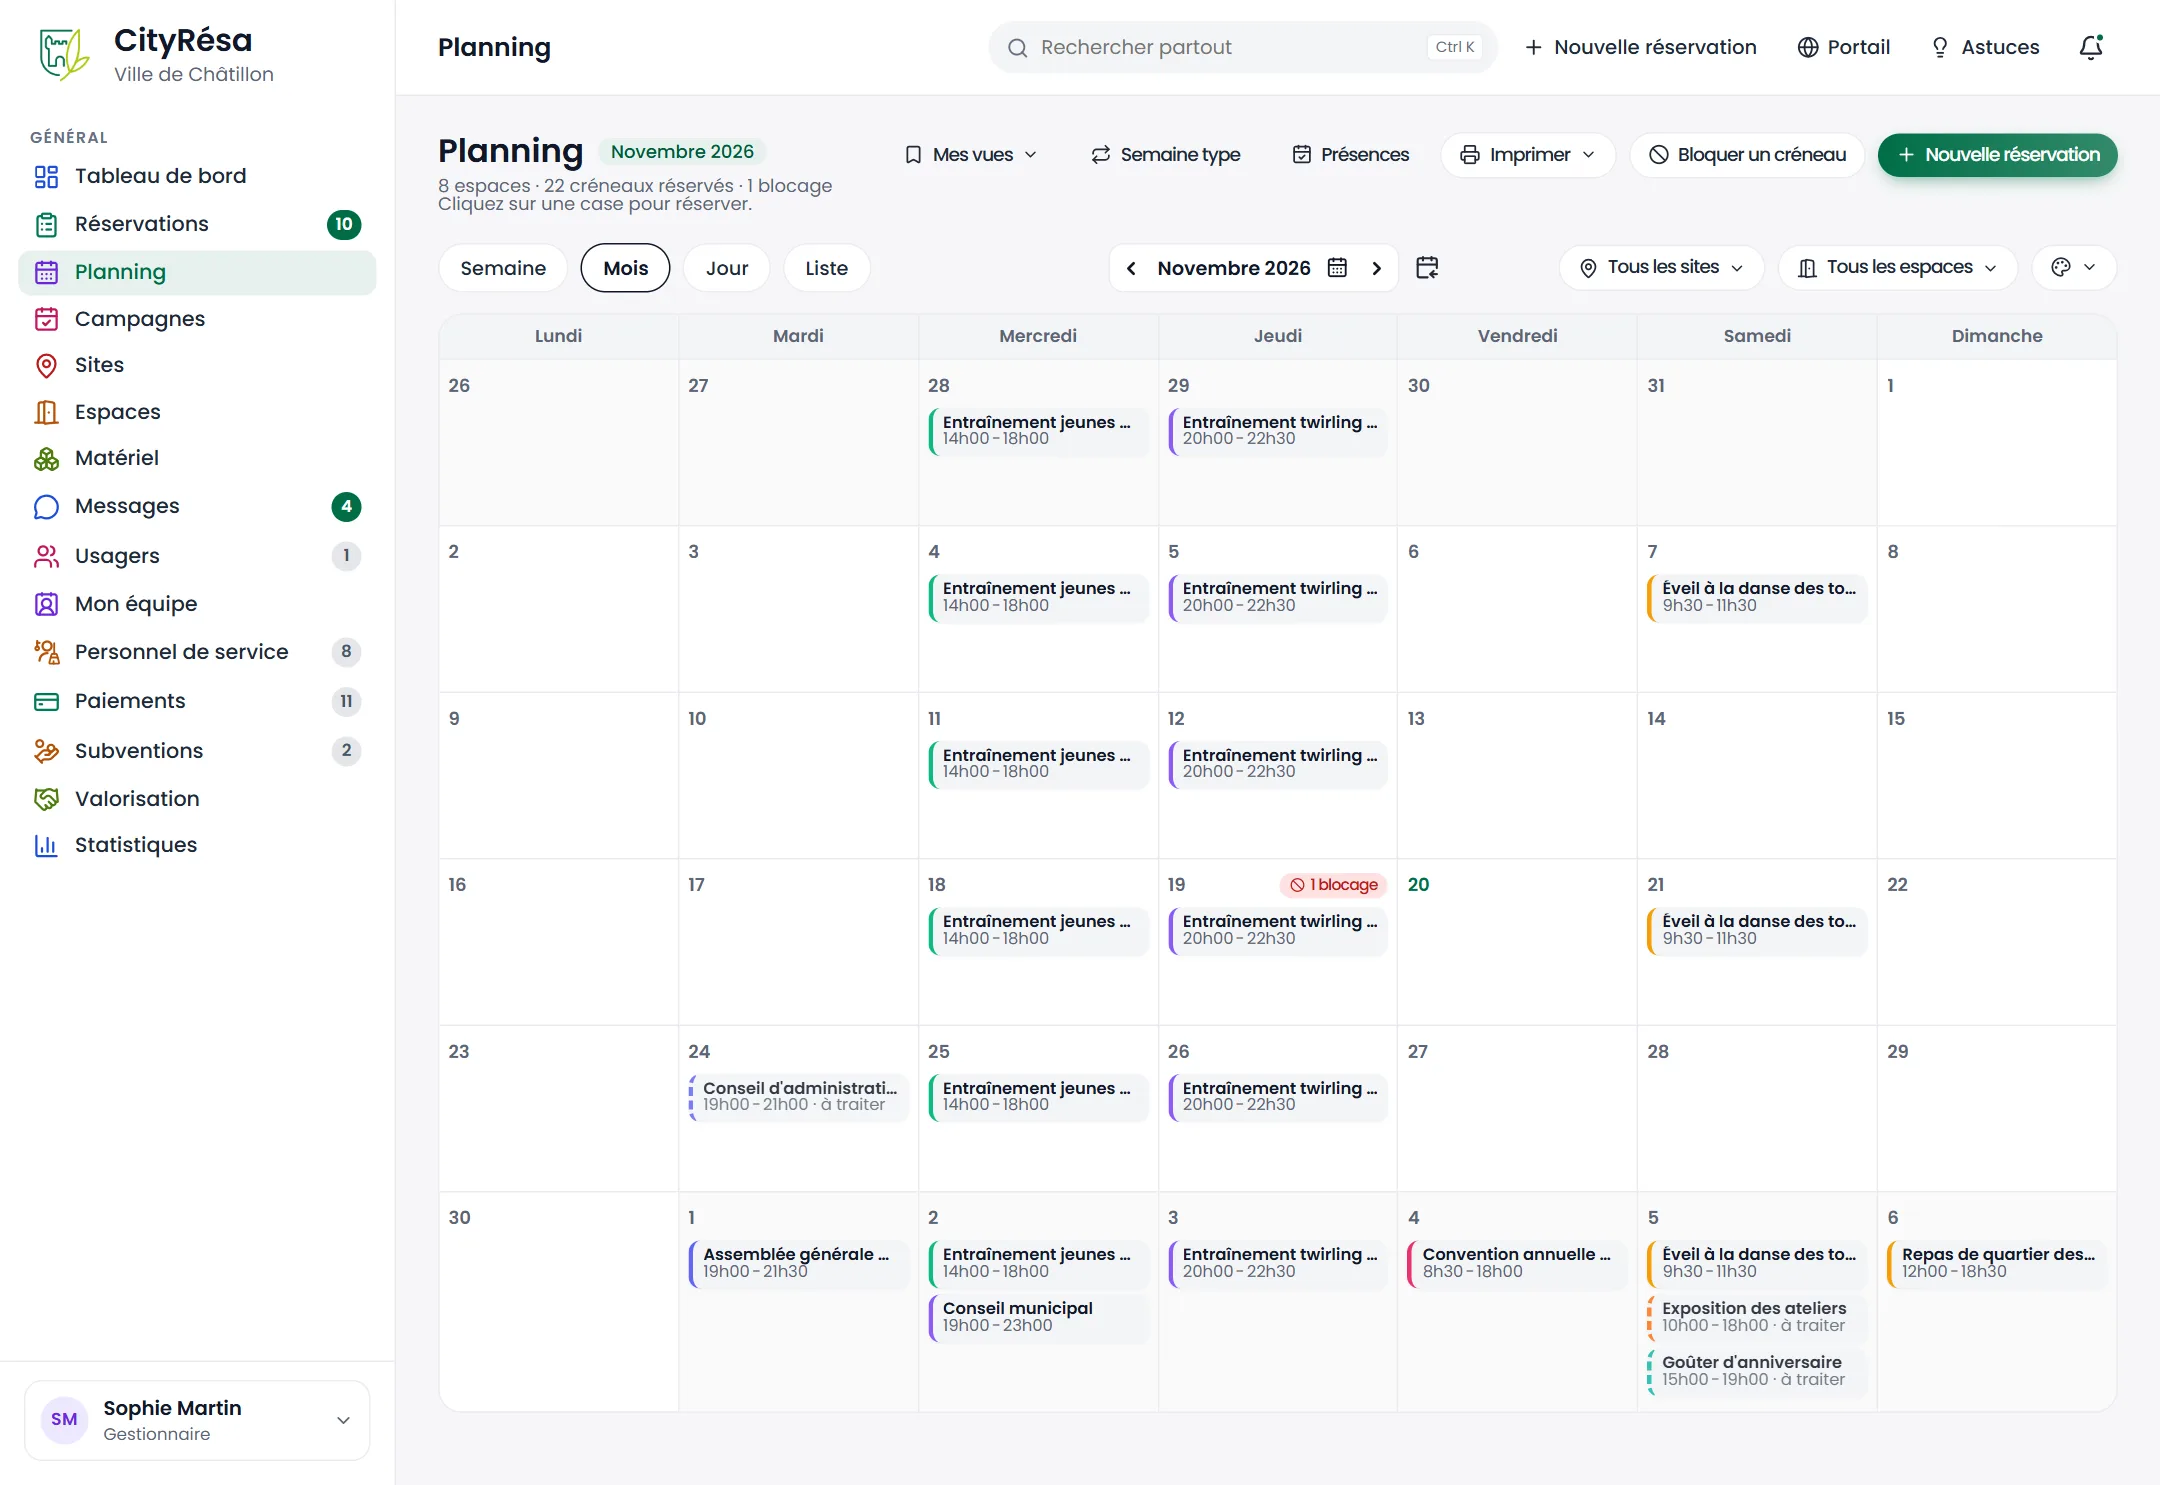 CityRésa
Ville de Châtillon
GÉNÉRAL
Tableau de bord
Réservations 10
Planning
Campagnes
Sites
Espaces
Matériel
Messages 4
Usagers 1
Mon équipe
Personnel de service 8
Paiements 11
Subventions 2
Valorisation
Statistiques
SM
Sophie Martin
Gestionnaire
Planning
Rechercher partout Ctrl K
Nouvelle réservation
Portail
Astuces
Planning Novembre 2026
8 espaces · 22 créneaux réservés · 1 blocage
Cliquez sur une case pour réserver.
Mes vues
Semaine type
Présences
Imprimer
Bloquer un créneau
Nouvelle réservation
Semaine Mois Jour Liste
Novembre 2026
Tous les sites
Tous les espaces
Lundi Mardi Mercredi Jeudi Vendredi Samedi Dimanche
26 27 28 29 30 31 1
Entraînement jeunes ... Entraînement twirling ...
14h00 - 18h00 20h00 - 22h30
2 3 4 5 6 7 8
Entraînement jeunes ... Entraînement twirling ... Éveil à la danse des to...
14h00 - 18h00 20h00 - 22h30 9h30 - 11h30
9 10 11 12 13 14 15
Entraînement jeunes ... Entraînement twirling ...
14h00 - 18h00 20h00 - 22h30
16 17 18 19 1 blocage 20 21 22
Entraînement jeunes ... Entraînement twirling ... Éveil à la danse des to...
14h00 - 18h00 20h00 - 22h30 9h30 - 11h30
23 24 25 26 27 28 29
Conseil d'administrati... Entraînement jeunes ... Entraînement twirling ...
19h00 - 21h00 · à traiter 14h00 - 18h00 20h00 - 22h30
30 1 2 3 4 5 6
Assemblée générale ... Entraînement jeunes ... Entraînement twirling ... Convention annuelle ... Éveil à la danse des to... Repas de quartier des...
19h00 - 21h30 14h00 - 18h00 20h00 - 22h30 8h30 - 18h00 9h30 - 11h30 12h00 - 18h30
Conseil municipal Exposition des ateliers
19h00 - 23h00 10h00 - 18h00 · à traiter
Goûter d'anniversaire
15h00 - 19h00 · à traiter